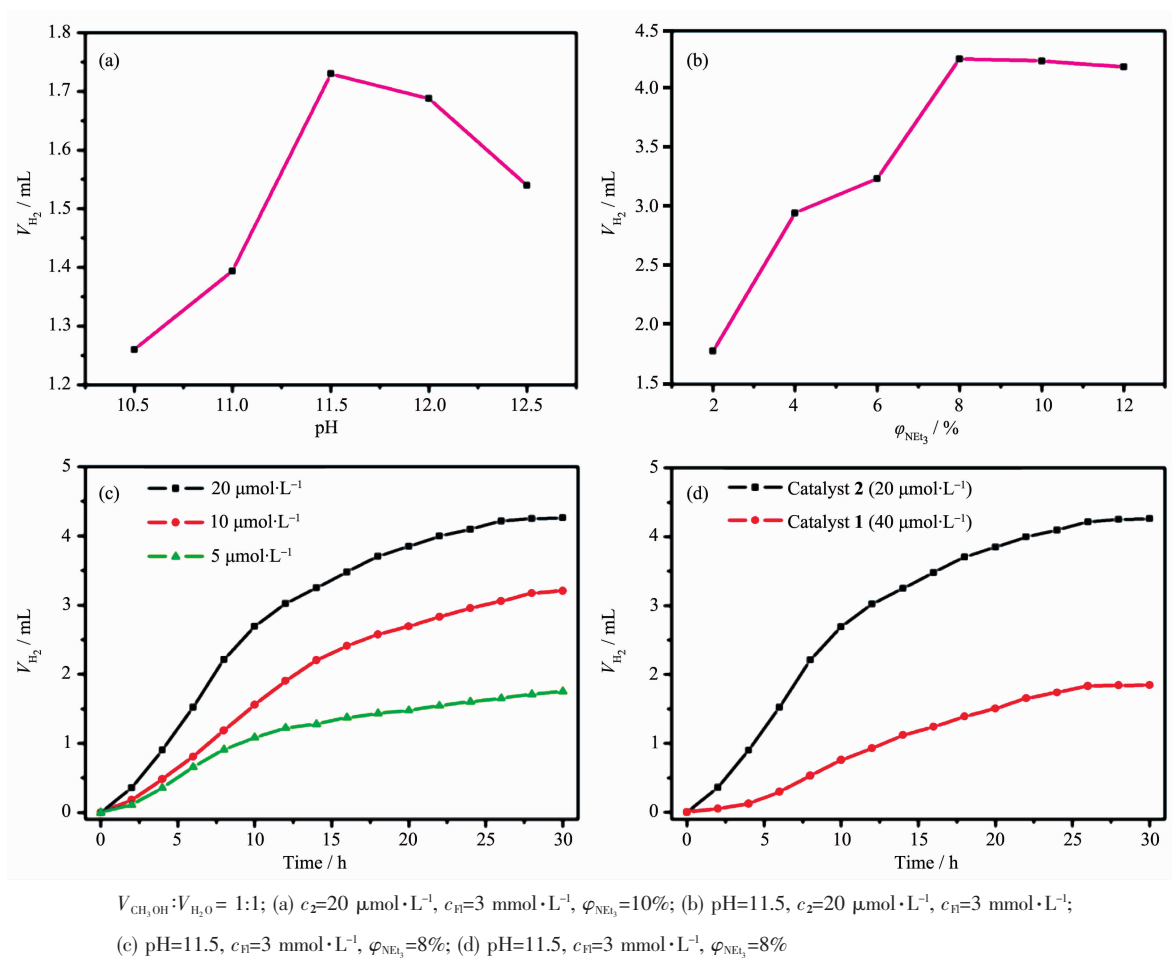 (a)
1.8
1.7
1.6
1.5
1.4
1.3
1.2
V_H₂ / mL
10.5 11.0 11.5 12.0 12.5
pH
(b)
4.5
4.0
4.5
3.0
2.5
2.0
1.5
V_H₂ / mL
2 4 6 8 10 12
φ_NEt₃ / %
(c)
20 μmol·L⁻¹
10 μmol·L⁻¹
5 μmol·L⁻¹
5
4
3
2
1
0
V_H₂ / mL
0 5 10 15 20 25 30
Time / h
(d)
Catalyst 2 (20 μmol·L⁻¹)
Catalyst 1 (40 μmol·L⁻¹)
5
4
3
2
1
0
V_H₂ / mL
0 5 10 15 20 25 30
Time / h
V_CH₃OH:V_H₂O= 1:1; (a) c₂=20 μmol·L⁻¹, c_Fl=3 mmol·L⁻¹, φ_NEt₃=10%; (b) pH=11.5, c₂=20 μmol·L⁻¹, c_Fl=3 mmol·L⁻¹;
(c) pH=11.5, c_Fl=3 mmol·L⁻¹, φ_NEt₃=8%; (d) pH=11.5, c_Fl=3 mmol·L⁻¹, φ_NEt₃=8%